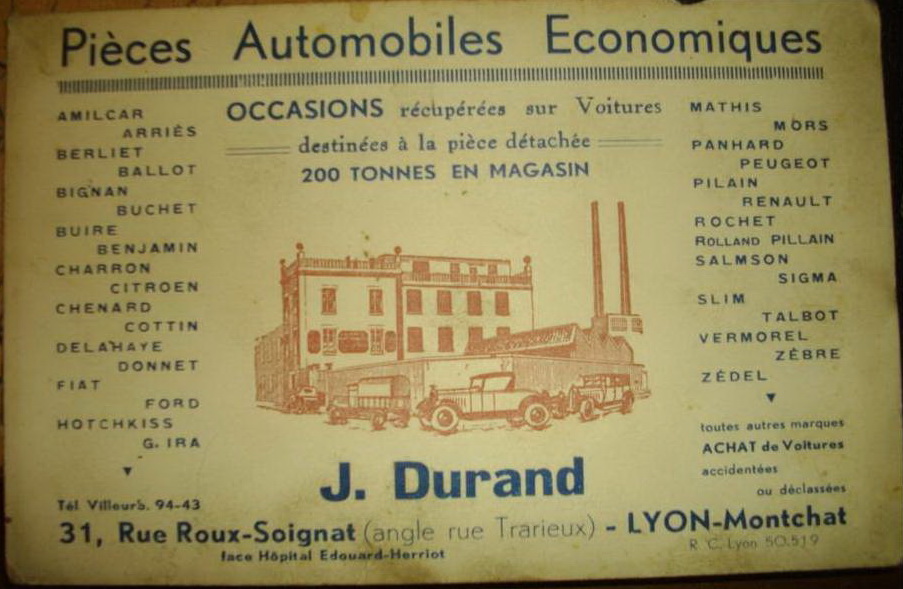 Pièces Automobiles Economiques
OCCASIONS récupérées sur Voitures
destinées à la pièce détachée
200 TONNES EN MAGASIN
AMILCAR
ARRIÈS
BERLIET
BALLOT
BIGNAN
BUCHET
BUIRE
BENJAMIN
CHARRON
CITROEN
CHENARD
COTTIN
DELAHAYE
DONNET
FIAT
FORD
HOTCHKISS
G. IRA
MATHIS
MORS
PANHARD
PEUGEOT
PILAIN
RENAULT
ROCHET
ROLLAND PILLAIN
SALMSON
SIGMA
SLIM
TALBOT
VERMOREL
ZÈBRE
ZÉDEL
toutes autres marques
ACHAT de Voitures
accidentées
ou déclassées
J. Durand
Tél. Villeurb. 94-43
31, Rue Roux-Soignat (angle rue Trarieux) - LYON-Montchat
face Hôpital Edouard-Herriot
R. C. Lyon 50.519